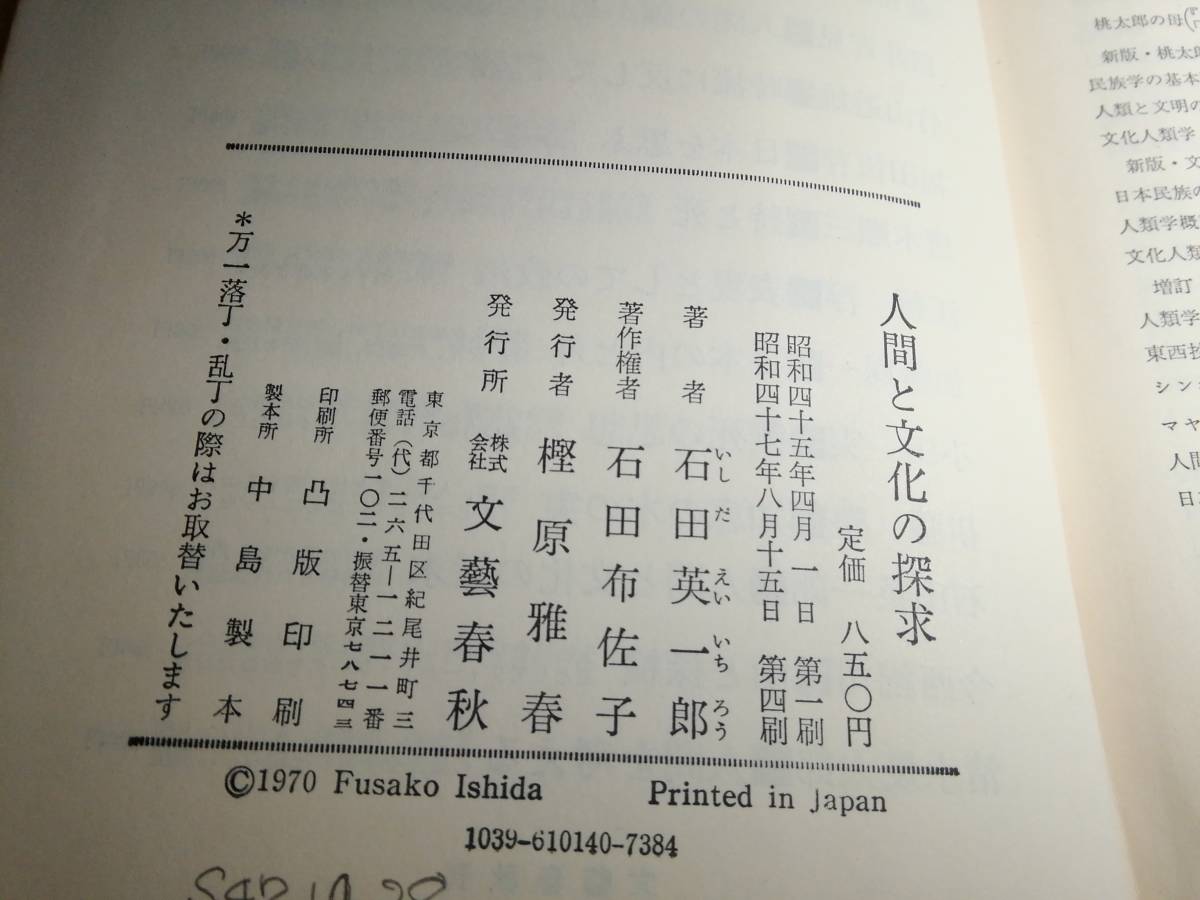 人間と文化の探求
定価 八五〇円
昭和四十五年四月一日 第一刷
昭和四十七年八月十五日 第四刷
著者 石田英一郎
いしだえいいちろう
著作権者 石田布佐子
発行者 樫原雅春
発行所 株式会社 文藝春秋
東京都千代田区紀尾井町三
電話(代)二六五―一二一一番
郵便番号一〇二・振替東京七八七四三
印刷所 凸版印刷
製本所 中島製本
*万一落丁・乱丁の際はお取替いたします
©1970 Fusako Ishida Printed in Japan
1039-610140-7384
桃太郎の母
新版・桃太郎
民族学の基本
人類と文明の
文化人類学
新版・文
日本民族の
人類学概
文化人類
増訂
人類学
東西抄
シン
マヤ
人間
日